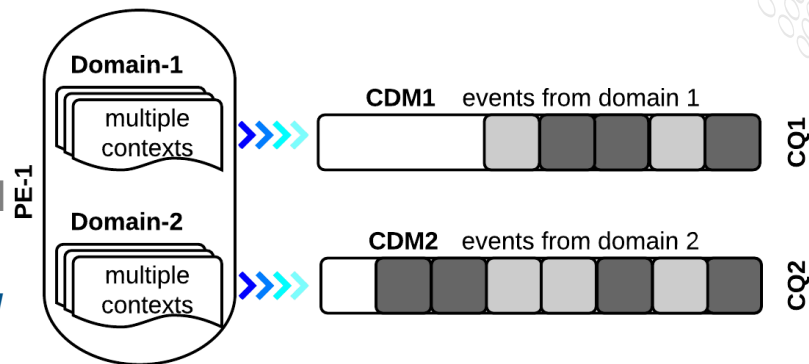 PE-1
Domain-1
multiple
contexts
CDM1 events from domain 1
CQ1
Domain-2
multiple
contexts
CDM2 events from domain 2
CQ2